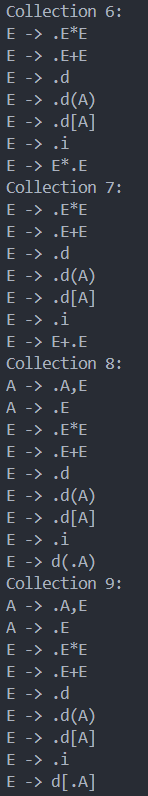 Collection 6:
E -> .E*E
E -> .E+E
E -> .d
E -> .d(A)
E -> .d[A]
E -> .i
E -> E*.E
Collection 7:
E -> .E*E
E -> .E+E
E -> .d
E -> .d(A)
E -> .d[A]
E -> .i
E -> E+.E
Collection 8:
A -> .A,E
A -> .E
E -> .E*E
E -> .E+E
E -> .d
E -> .d(A)
E -> .d[A]
E -> .i
E -> d(.A)
Collection 9:
A -> .A,E
A -> .E
E -> .E*E
E -> .E+E
E -> .d
E -> .d(A)
E -> .d[A]
E -> .i
E -> d[.A]